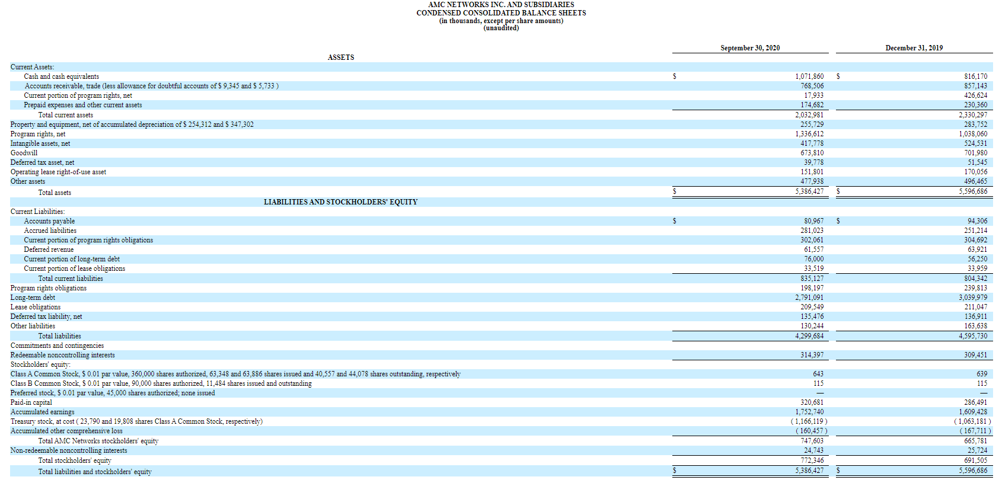 AMC NETWORKS INC. AND SUBSIDIARIES
CONDENSED CONSOLIDATED BALANCE SHEETS
(in thousands, except per share amounts)
(unaudited)
September 30, 2020 December 31, 2019
ASSETS
Current Assets:
Cash and cash equivalents $ 1,071,860 $ 816,170
Accounts receivable, trade (less allowance for doubtful accounts of $ 9,345 and $ 5,733 ) 768,506 857,143
Current portion of program rights, net 17,933 426,624
Prepaid expenses and other current assets 174,682 230,360
Total current assets 2,032,981 2,330,297
Property and equipment, net of accumulated depreciation of $ 254,312 and $ 347,302 255,729 283,752
Program rights, net 1,336,612 1,038,060
Intangible assets, net 417,778 524,531
Goodwill 673,810 701,980
Deferred tax asset, net 39,778 51,545
Operating lease right-of-use asset 151,801 170,056
Other assets 477,938 496,465
Total assets $ 5,386,427 $ 5,596,686
LIABILITIES AND STOCKHOLDERS' EQUITY
Current Liabilities:
Accounts payable $ 80,967 $ 94,306
Accrued liabilities 281,023 251,214
Current portion of program rights obligations 302,061 304,692
Deferred revenue 61,557 63,921
Current portion of long-term debt 76,000 56,250
Current portion of lease obligations 33,519 33,959
Total current liabilities 835,127 804,342
Program rights obligations 198,197 239,813
Long-term debt 2,791,091 3,039,979
Lease obligations 209,549 211,047
Deferred tax liability, net 135,476 136,911
Other liabilities 130,244 163,638
Total liabilities 4,299,684 4,595,730
Commitments and contingencies
Redeemable noncontrolling interests 314,397 309,451
Stockholders' equity:
Class A Common Stock, $ 0.01 par value, 360,000 shares authorized, 63,348 and 63,886 shares issued and 40,557 and 44,078 shares outstanding, respectively 643 639
Class B Common Stock, $ 0.01 par value, 90,000 shares authorized, 11,484 shares issued and outstanding 115 115
Preferred stock, $ 0.01 par value, 45,000 shares authorized; none issued — —
Paid-in capital 320,681 286,491
Accumulated earnings 1,752,740 1,609,428
Treasury stock, at cost ( 23,790 and 19,808 shares Class A Common Stock, respectively) ( 1,166,119 ) ( 1,063,181 )
Accumulated other comprehensive loss ( 160,457 ) ( 167,711 )
Total AMC Networks stockholders' equity 747,603 665,781
Non-redeemable noncontrolling interests 24,743 25,724
Total stockholders' equity 772,346 691,505
Total liabilities and stockholders' equity $ 5,386,427 $ 5,596,686